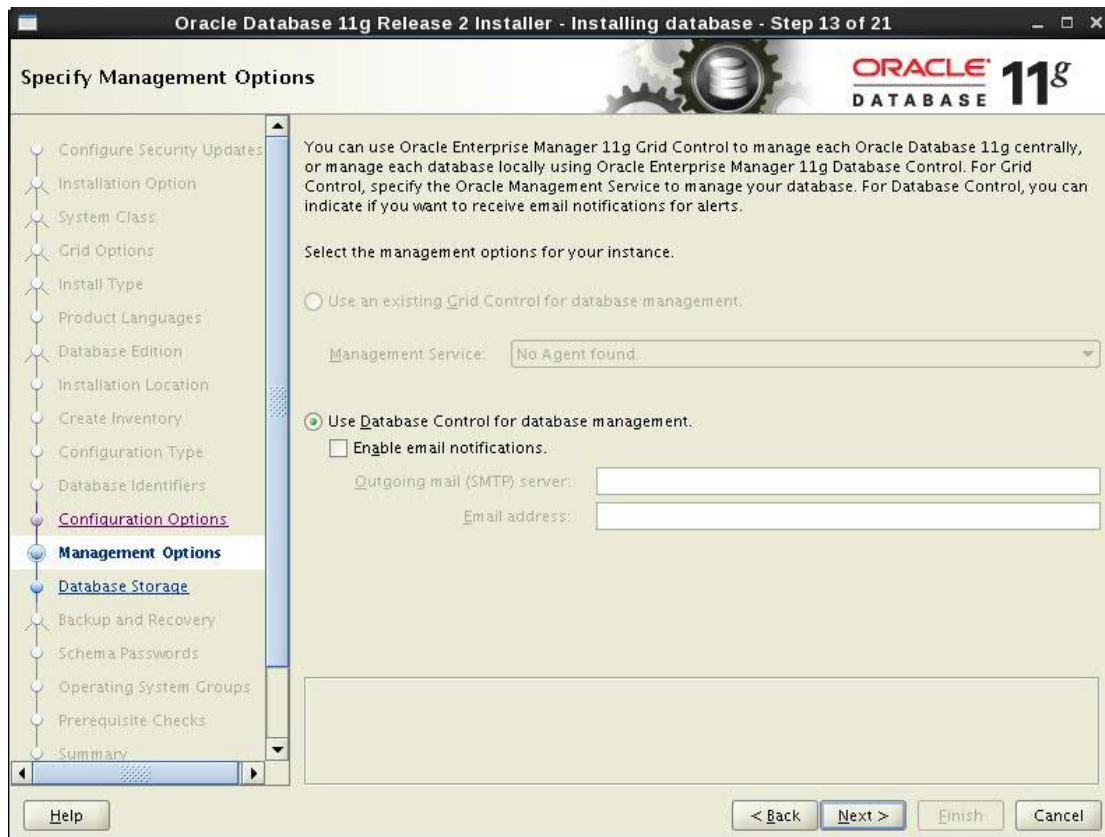 Oracle Database 11g Release 2 Installer - Installing database - Step 13 of 21
Specify Management Options
ORACLE
DATABASE
11g
Configure Security Updates
Installation Option
System Class
Grid Options
Install Type
Product Languages
Database Edition
Installation Location
Create Inventory
Configuration Type
Database Identifiers
Configuration Options
Management Options
Database Storage
Backup and Recovery
Schema Passwords
Operating System Groups
Prerequisite Checks
Summary
You can use Oracle Enterprise Manager 11g Grid Control to manage each Oracle Database 11g centrally,
or manage each database locally using Oracle Enterprise Manager 11g Database Control. For Grid
Control, specify the Oracle Management Service to manage your database. For Database Control, you can
indicate if you want to receive email notifications for alerts.
Select the management options for your instance.
Use an existing Grid Control for database management.
Management Service: No Agent found.
Use Database Control for database management.
Enable email notifications.
Outgoing mail (SMTP) server:
Email address:
Help
< Back
Next >
Finish
Cancel